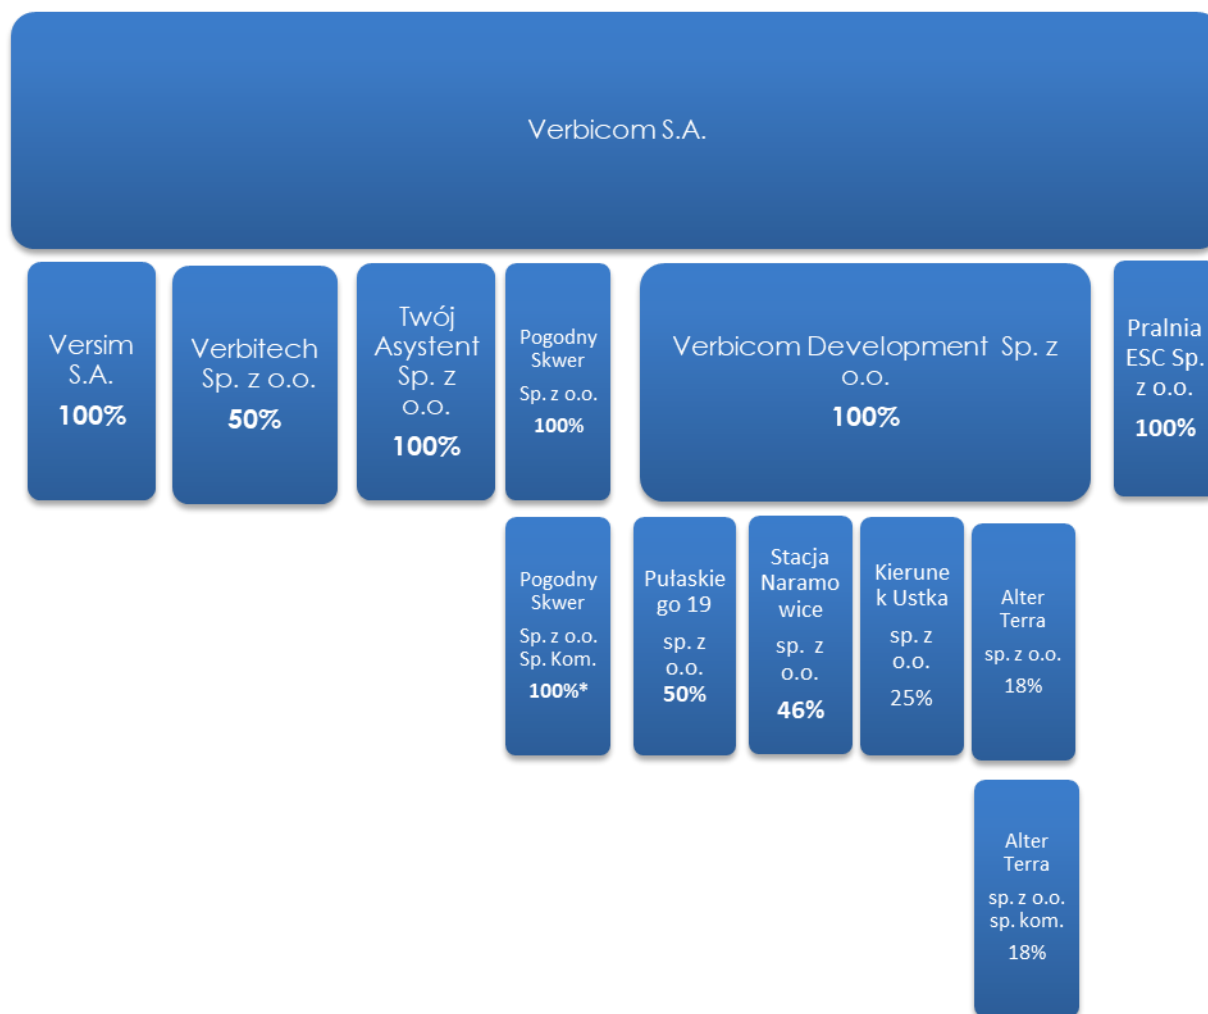 Verbicom S.A.
Versim
S.A.
100%
Verbitech
Sp. z o.o.
50%
Twój
Asystent
Sp. z
o.o.
100%
Pogodny
Skwer
Sp. z o.o.
100%
Verbicom Development Sp. z
o.o.
100%
Pralnia
ESC Sp.
z o.o.
100%
Pogodny
Skwer
Sp. z o.o.
Sp. Kom.
100%*
Pułaskie
go 19
sp. z
o.o.
50%
Stacja
Naramo
wice
sp. z
o.o.
46%
Kierune
k Ustka
sp. z
o.o.
25%
Alter
Terra
sp. z o.o.
18%
Alter
Terra
sp. z o.o.
sp. kom.
18%